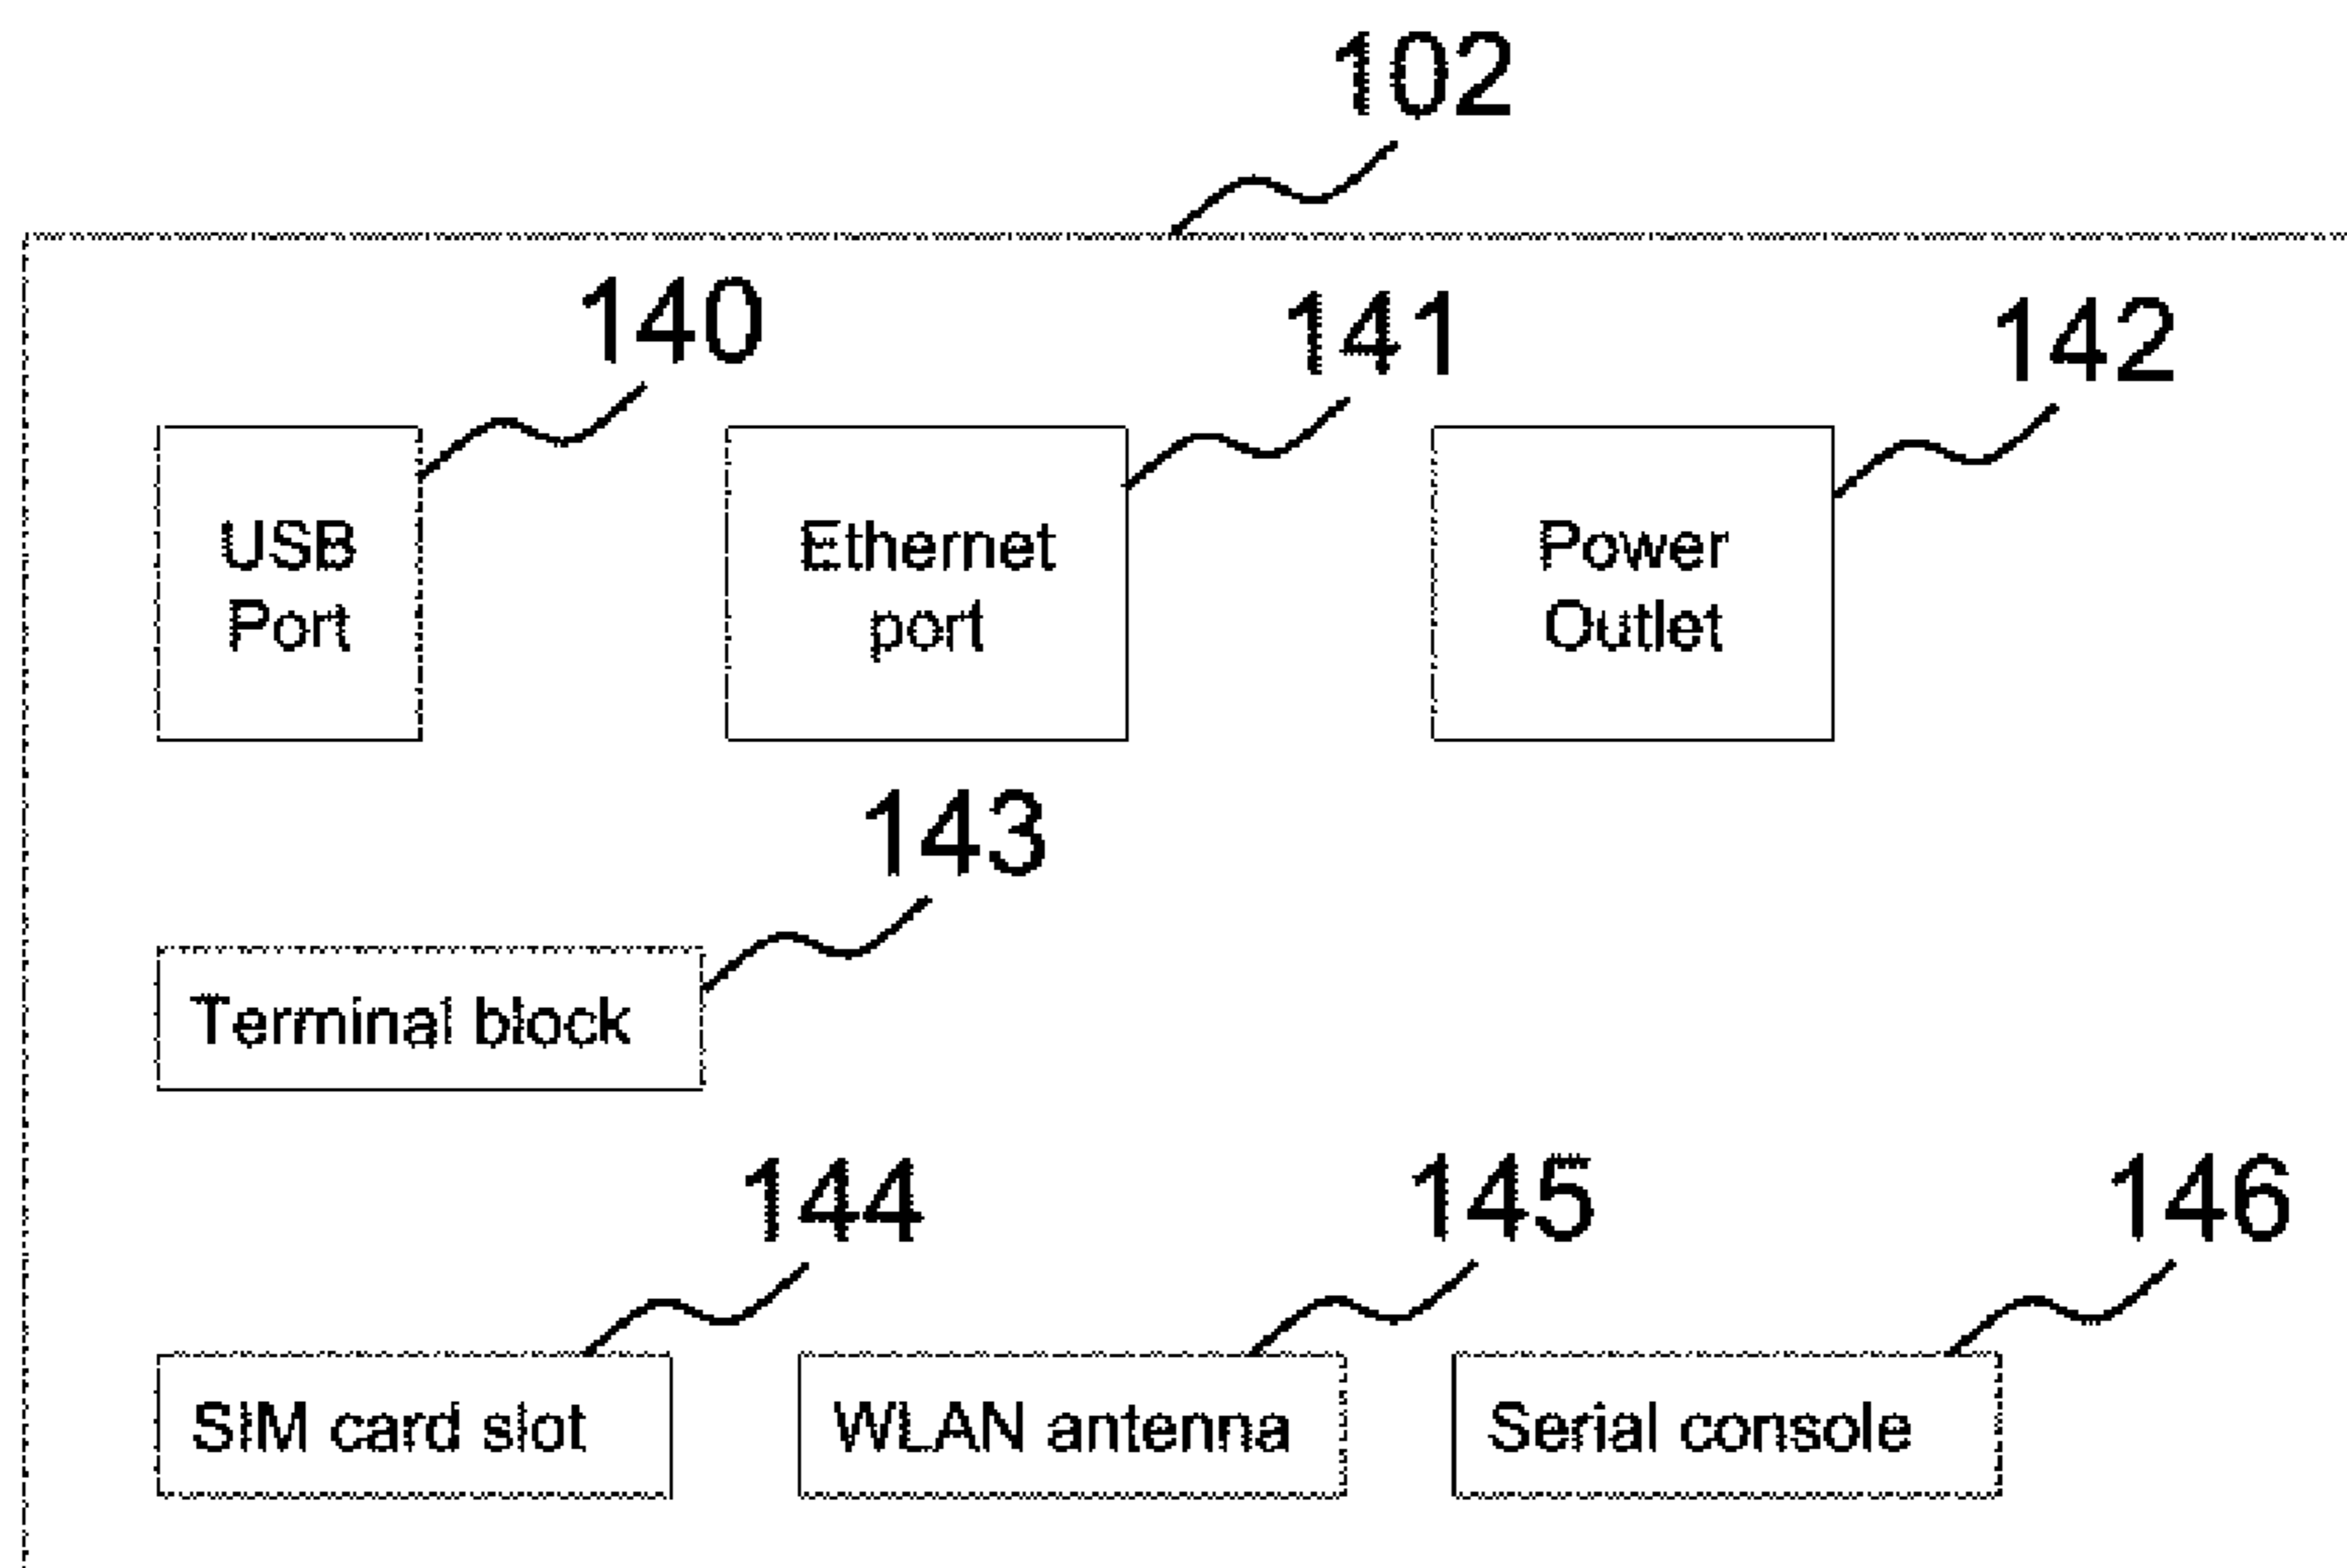 102
140
141
142
USB
Port
Ethernet
port
Power
Outlet
143
Terminal block
144
145
146
SIM card slot
WLAN antenna
Serial console